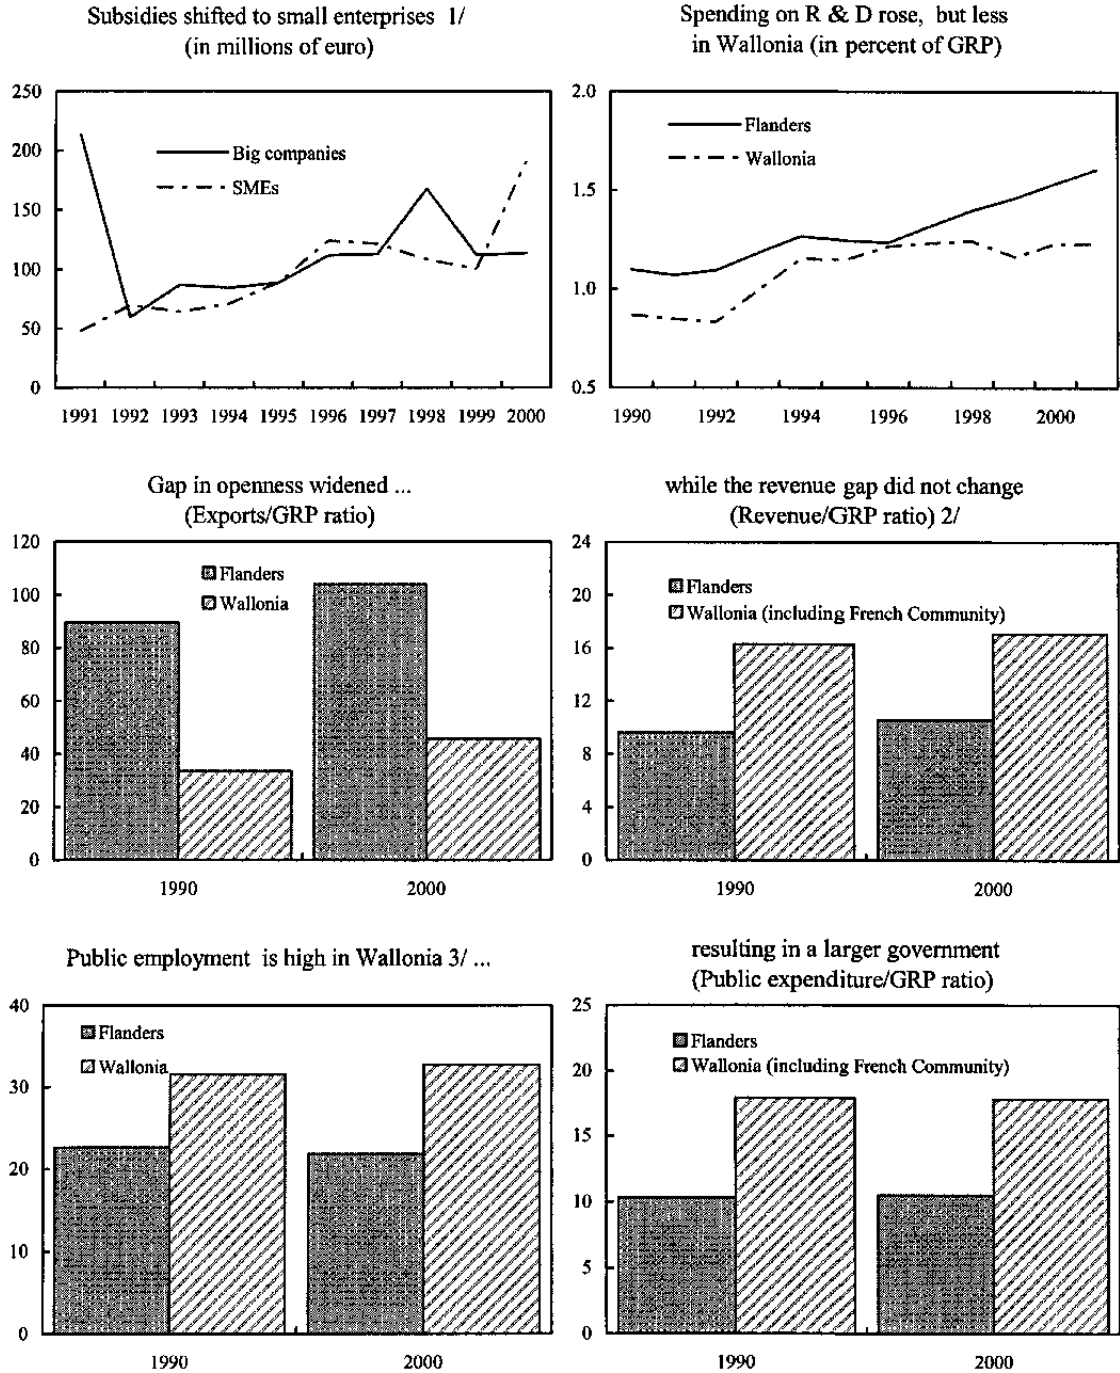 Subsidies shifted to small enterprises 1/
(in millions of euro)
250
200
150
100
50
0
Big companies
SMEs
1991 1992 1993 1994 1995 1996 1997 1998 1999 2000
Spending on R & D rose, but less
in Wallonia (in percent of GRP)
2.0
1.5
1.0
0.5
Flanders
Wallonia
1990 1992 1994 1996 1998 2000
Gap in openness widened ...
(Exports/GRP ratio)
120
100
80
60
40
20
0
Flanders
Wallonia
1990 2000
while the revenue gap did not change
(Revenue/GRP ratio) 2/
24
20
16
12
8
4
0
Flanders
Wallonia (including French Community)
1990 2000
Public employment is high in Wallonia 3/ ...
40
30
20
10
0
Flanders
Wallonia
1990 2000
resulting in a larger government
(Public expenditure/GRP ratio)
25
20
15
10
5
0
Flanders
Wallonia (including French Community)
1990 2000